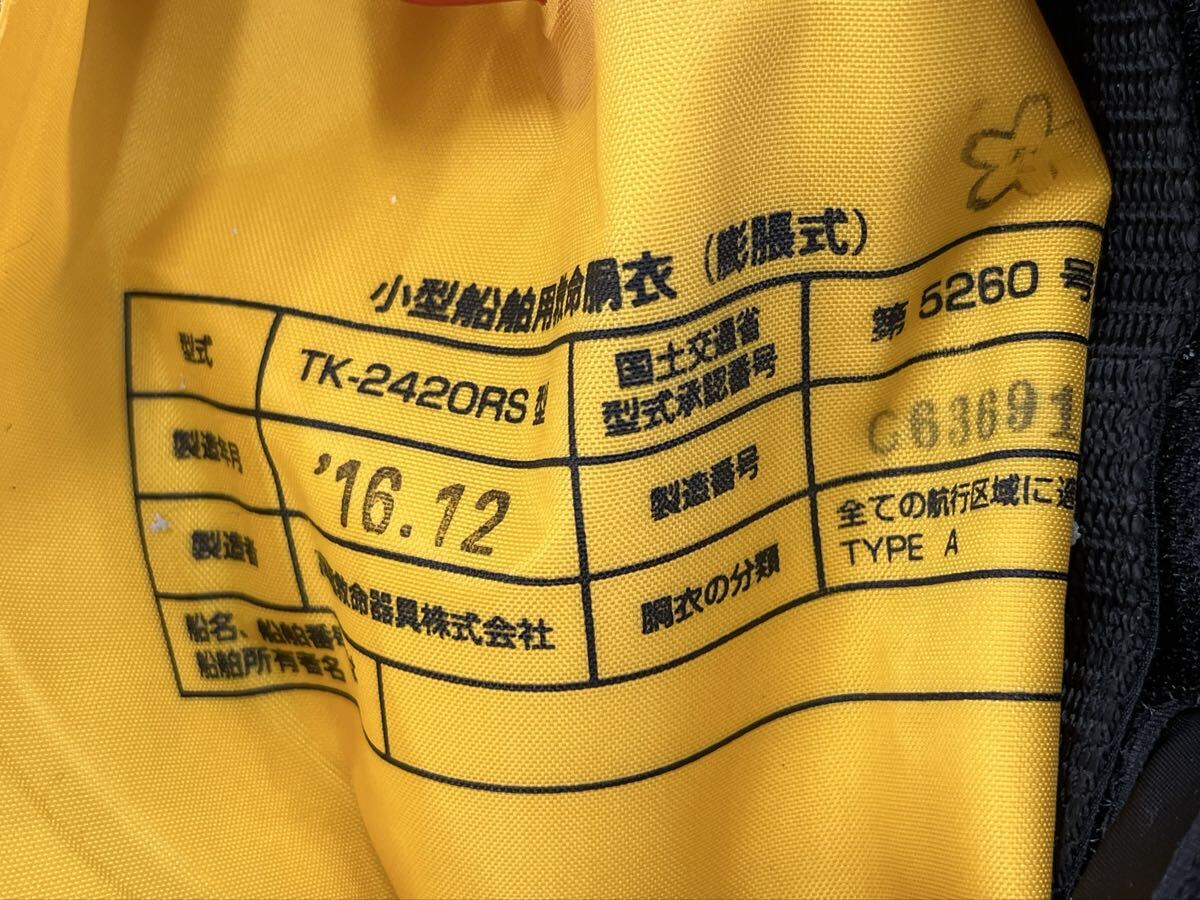 小型船舶用救命胴衣(膨脹式)
型式
TK-2420RS型
国土交通省
型式承認番号
第5260号
製造年月
'16.12
製造番号
C63691
製造者
救命器具株式会社
胴衣の分類
全ての航行区域に
TYPE A
船名、船舶番
船舶所有者名